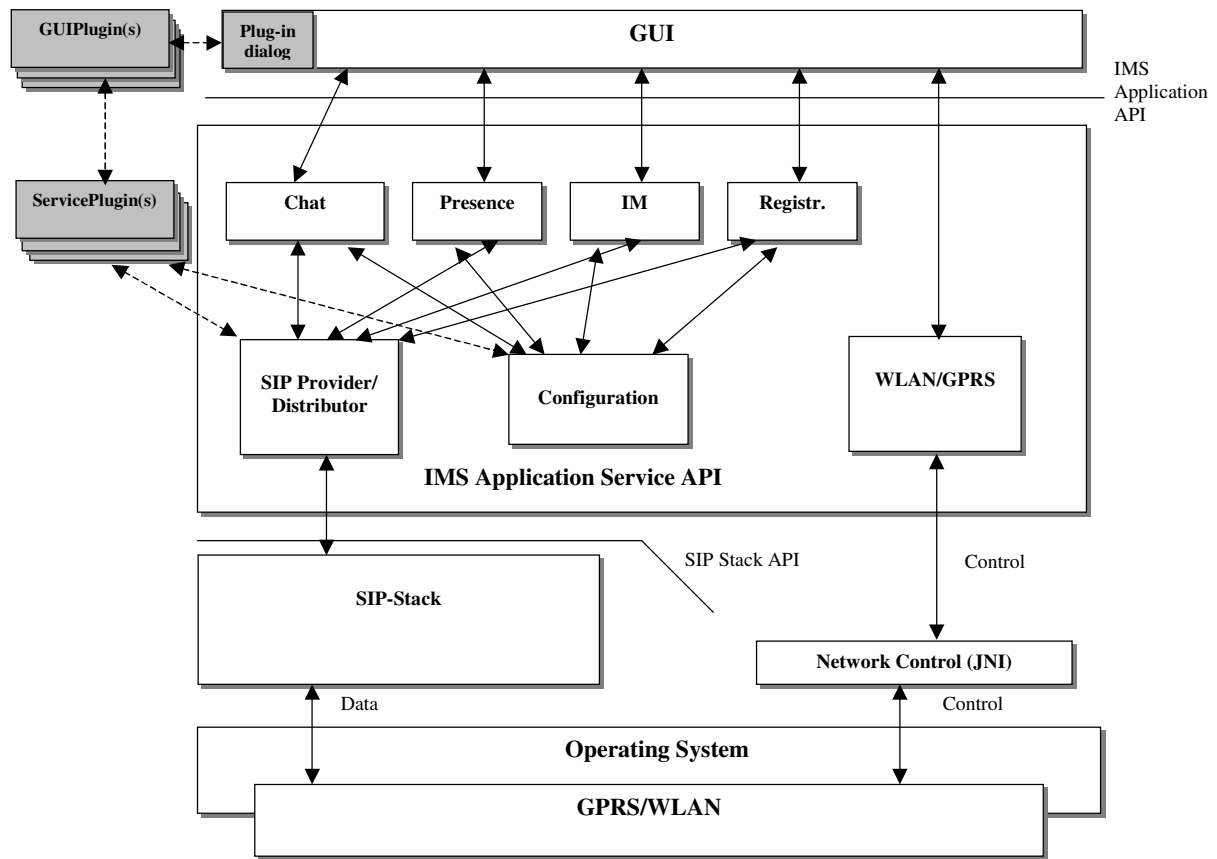 GUIPlugin(s)
Plug-in
dialog
GUI
IMS
Application
API
ServicePlugin(s)
Chat
Presence
IM
Registr.
SIP Provider/
Distributor
Configuration
WLAN/GPRS
IMS Application Service API
SIP Stack API
Control
SIP-Stack
Network Control (JNI)
Data
Control
Operating System
GPRS/WLAN